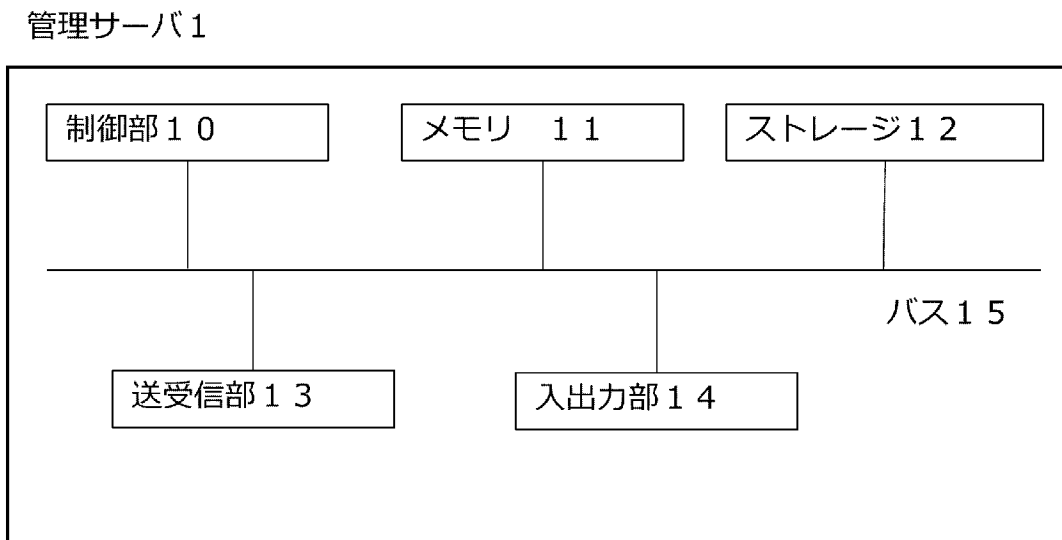 管理サーバ１
制御部１０
メモリ　１１
ストレージ１２
バス１５
送受信部１３
入出力部１４